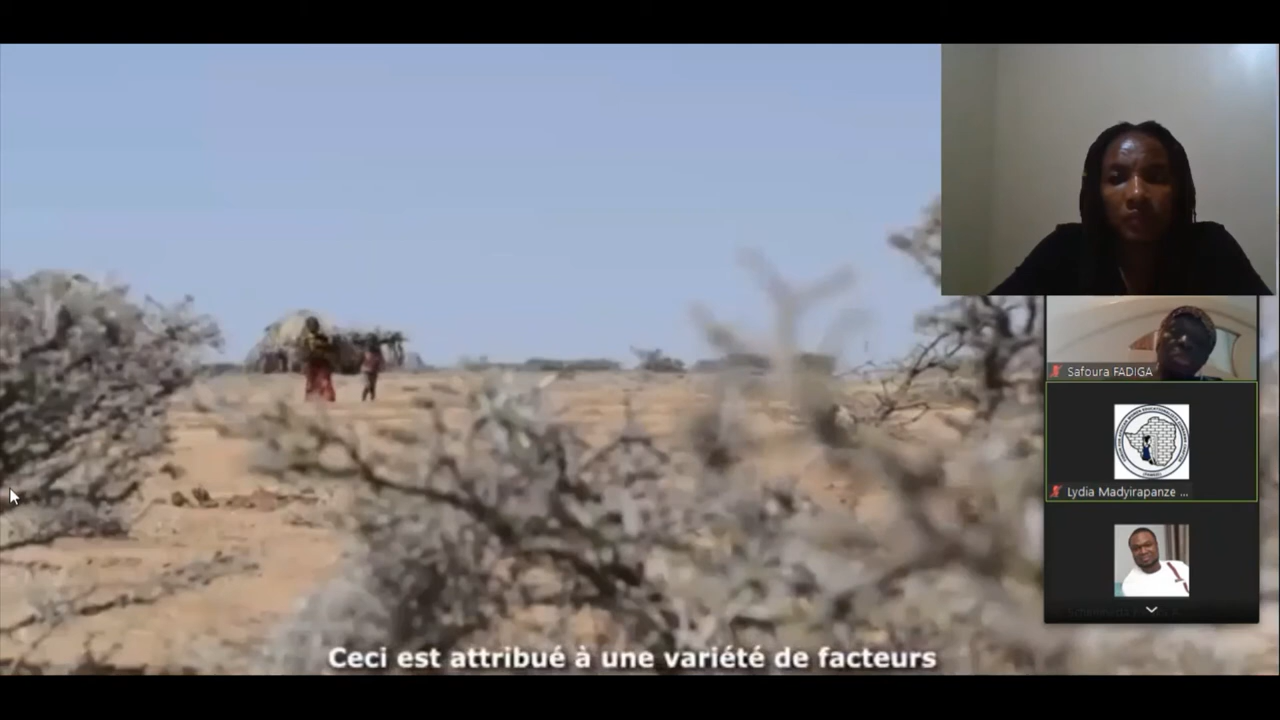 Safoura FADIGA
Lydia Madyirapanze ...
Ceci est attribué à une variété de facteurs